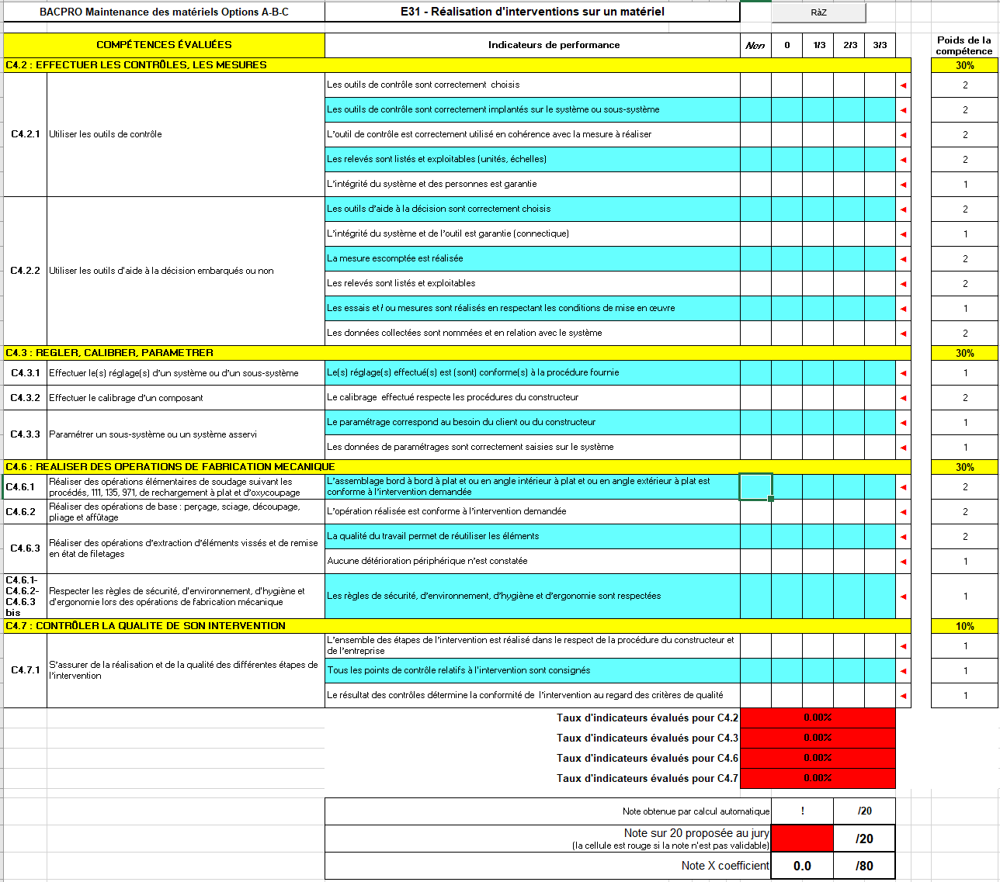 BACPRO Maintenance des matériels Options A-B-C
E31 - Réalisation d'interventions sur un matériel
RàZ
COMPÉTENCES ÉVALUÉES
Indicateurs de performance
Non
0
1/3
2/3
3/3
Poids de la
compétence
C4.2 : EFFECTUER LES CONTRÔLES, LES MESURES
30%
C4.2.1
Utiliser les outils de contrôle
Les outils de contrôle sont correctement  choisis
2
Les outils de contrôle sont correctement implantés sur le système ou sous-système
2
L'outil de contrôle est correctement utilisé en cohérence avec la mesure à réaliser
2
Les relevés sont listés et exploitables (unités, échelles)
2
L'intégrité du système et des personnes est garantie
1
C4.2.2
Utiliser les outils d'aide à la décision embarqués ou non
Les outils d'aide à la décision sont correctement choisis
2
L'intégrité du système et de l'outil est garantie (connectique)
1
La mesure escomptée est réalisée
2
Les relevés sont listés et exploitables
2
Les essais et/ ou mesures sont réalisés en respectant les conditions de mise en œuvre
1
Les données collectées sont nommées et en relation avec le système
2
C4.3 : REGLER, CALIBRER, PARAMETRER
30%
C4.3.1
Effectuer le(s) réglage(s) d'un système ou d'un sous-système
Le(s) réglage(s) effectué(s) est (sont) conforme(s) à la procédure fournie
1
C4.3.2
Effectuer le calibrage d'un composant
Le calibrage  effectué respecte les procédures du constructeur
2
C4.3.3
Paramétrer un sous-système ou un système asservi
Le paramétrage correspond au besoin du client ou du constructeur
1
Les données de paramétrages sont correctement saisies sur le système
1
C4.6 : REALISER DES OPERATIONS DE FABRICATION MECANIQUE
30%
C4.6.1
Réaliser des opérations élémentaires de soudage suivant les
procédés, 111, 135, 971, de rechargement à plat et d'oxycoupage
L'assemblage bord à bord à plat et ou en angle intérieur à plat et ou en angle extérieur à plat est
conforme à l'intervention demandée
2
C4.6.2
Réaliser des opérations de base : perçage, sciage, découpage,
pliage et affûtage
L'opération réalisée est conforme à l'intervention demandée
2
C4.6.3
Réaliser des opérations d'extraction d'éléments vissés et de remise
en état de filetages
La qualité du travail permet de réutiliser les éléments
2
Aucune détérioration périphérique n'est constatée
1
C4.6.1-
C4.6.2-
C4.6.3
bis
Respecter les règles de sécurité, d'environnement, d'hygiène et
d'ergonomie lors des opérations de fabrication mécanique
Les règles de sécurité, d'environnement, d'hygiène et d'ergonomie sont respectées
1
C4.7 : CONTRÔLER LA QUALITE DE SON INTERVENTION
10%
C4.7.1
S'assurer de la réalisation et de la qualité des différentes étapes de
l'intervention
L'ensemble des étapes de l'intervention est réalisé dans le respect de la procédure du constructeur et
de l'entreprise
1
Tous les points de contrôle relatifs à l'intervention sont consignés
1
Le résultat des contrôles détermine la conformité de  l'intervention au regard des critères de qualité
1
Taux d'indicateurs évalués pour C4.2
0.00%
Taux d'indicateurs évalués pour C4.3
0.00%
Taux d'indicateurs évalués pour C4.6
0.00%
Taux d'indicateurs évalués pour C4.7
0.00%
Note obtenue par calcul automatique
!
/20
Note sur 20 proposée au jury
(la cellule est rouge si la note n'est pas validable)
/20
Note X coefficient
0.0
/80